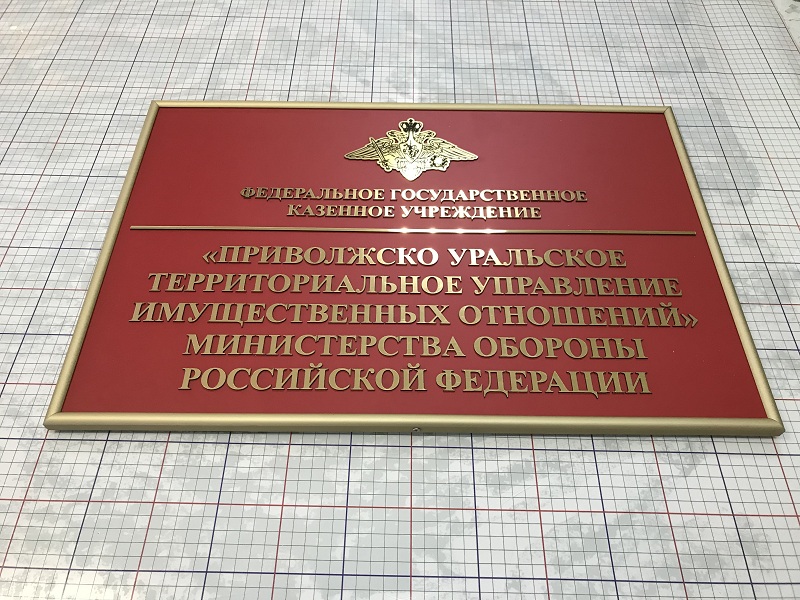 ФЕДЕРАЛЬНОЕ ГОСУДАРСТВЕННОЕ
КАЗЕННОЕ УЧРЕЖДЕНИЕ
«ПРИВОЛЖСКО УРАЛЬСКОЕ
ТЕРРИТОРИАЛЬНОЕ УПРАВЛЕНИЕ
ИМУЩЕСТВЕННЫХ ОТНОШЕНИЙ»
МИНИСТЕРСТВА ОБОРОНЫ
РОССИЙСКОЙ ФЕДЕРАЦИИ